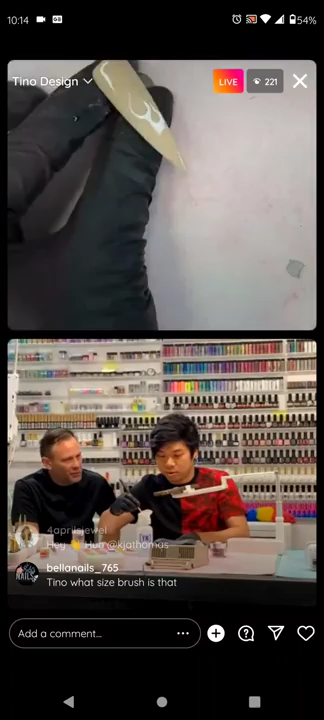 10:14
54%
Tino Design
LIVE
221
4aprilsjewel
Hey 👋 Hun @kjathomas
bellanails_765
Tino what size brush is that
Add a comment...